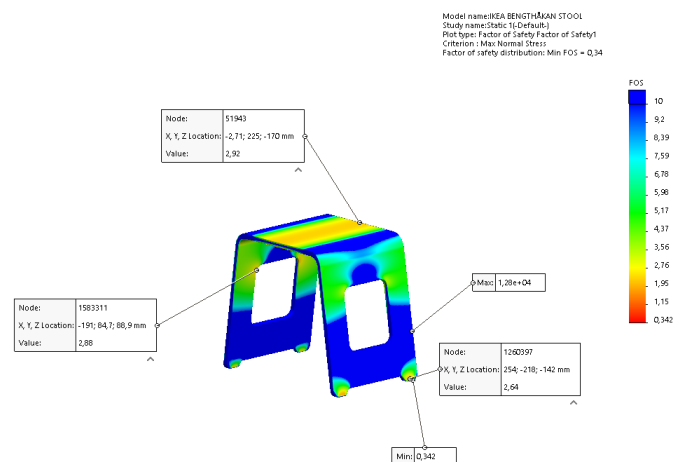 Model name:IKEA BENGTHÅKAN STOOL
Study name:Static 1(-Default-)
Plot type: Factor of Safety Factor of Safety1
Criterion : Max Normal Stress
Factor of safety distribution: Min FOS = 0,34
FOS
10
9,2
8,39
7,59
6,78
5,98
5,17
4,37
3,56
2,76
1,95
1,15
0,342
Node: 51943
X, Y, Z Location: -2,71; 225; -170 mm
Value: 2,92
Max: 1,28e+04
Node: 1583311
X, Y, Z Location: -191; 84,7; 88,9 mm
Value: 2,88
Node: 1260397
X, Y, Z Location: 254; -218; -142 mm
Value: 2,64
Min: 0,342